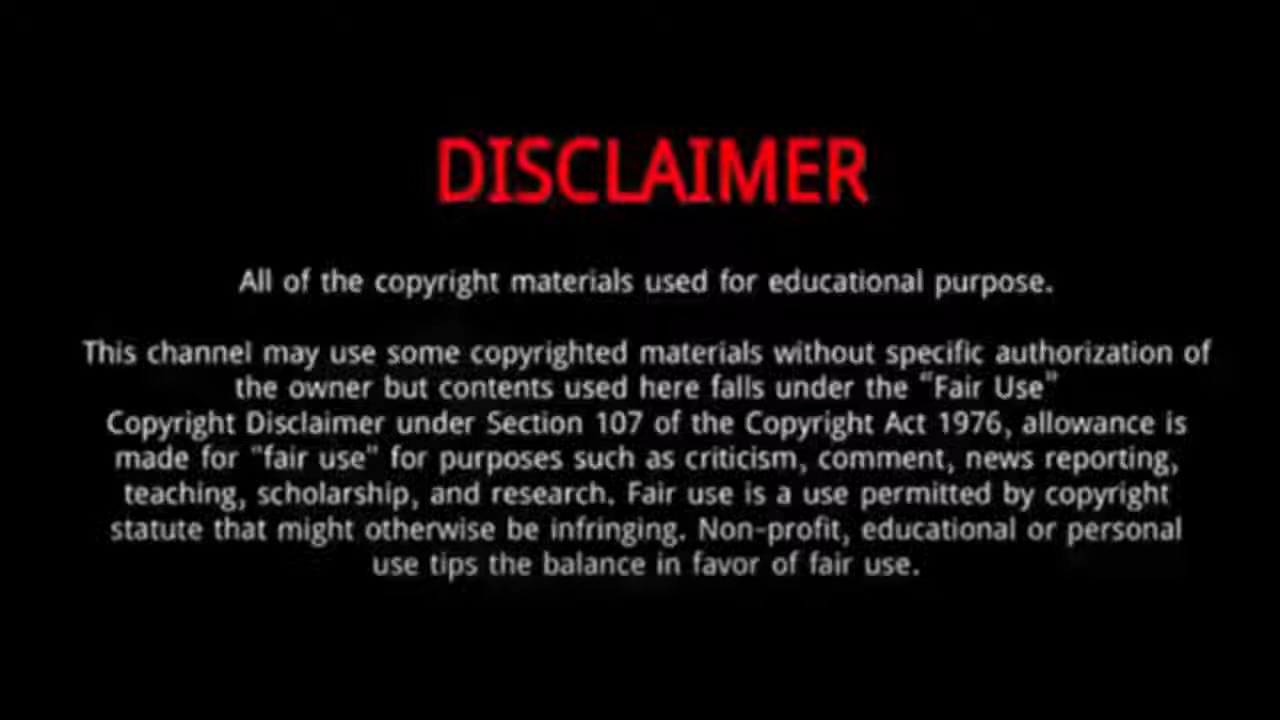 DISCLAIMER
All of the copyright materials used for educational purpose.
This channel may use some copyrighted materials without specific authorization of
the owner but contents used here falls under the “Fair Use”
Copyright Disclaimer under Section 107 of the Copyright Act 1976, allowance is
made for "fair use" for purposes such as criticism, comment, news reporting,
teaching, scholarship, and research. Fair use is a use permitted by copyright
statute that might otherwise be infringing. Non-profit, educational or personal
use tips the balance in favor of fair use.